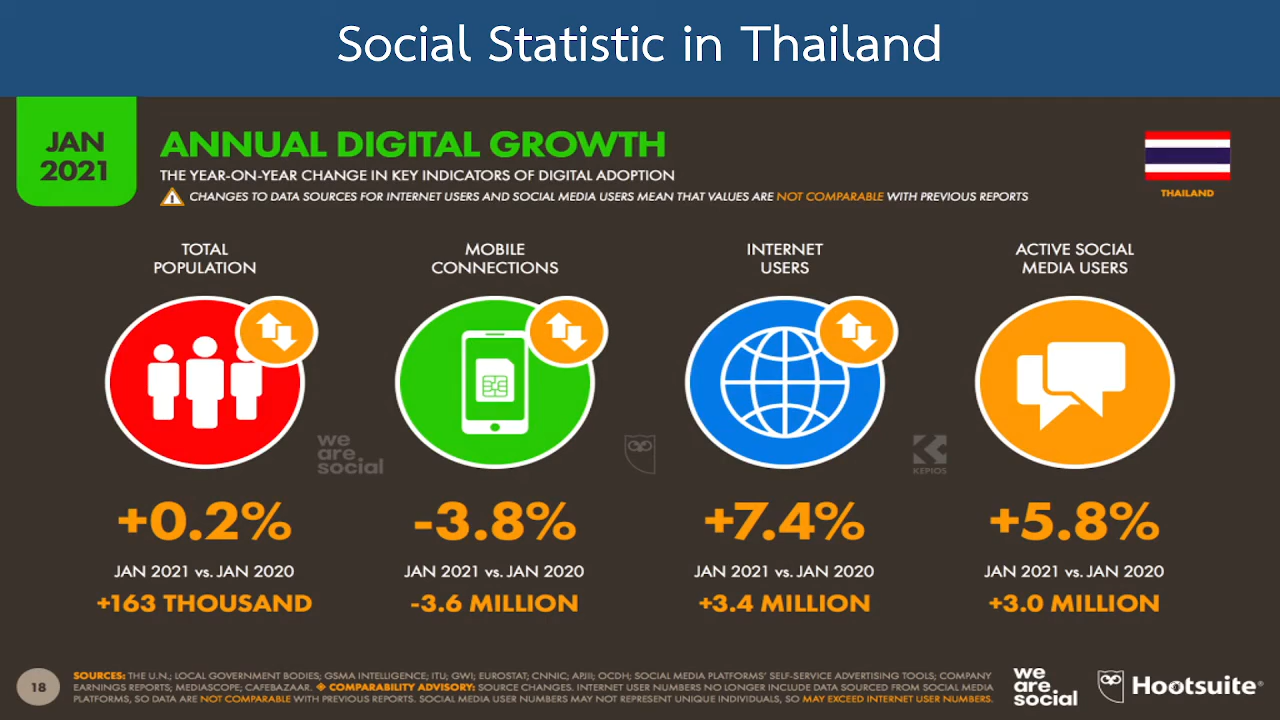 Social Statistic in Thailand
JAN
2021
ANNUAL DIGITAL GROWTH
THE YEAR-ON-YEAR CHANGE IN KEY INDICATORS OF DIGITAL ADOPTION
CHANGES TO DATA SOURCES FOR INTERNET USERS AND SOCIAL MEDIA USERS MEAN THAT VALUES ARE NOT COMPARABLE WITH PREVIOUS REPORTS
THAILAND
TOTAL
POPULATION
MOBILE
CONNECTIONS
INTERNET
USERS
ACTIVE SOCIAL
MEDIA USERS
we
are
social
KEPIOS
+0.2%
-3.8%
+7.4%
+5.8%
JAN 2021 vs. JAN 2020
JAN 2021 vs. JAN 2020
JAN 2021 vs. JAN 2020
JAN 2021 vs. JAN 2020
+163 THOUSAND
-3.6 MILLION
+3.4 MILLION
+3.0 MILLION
18
SOURCES: THE U.N.; LOCAL GOVERNMENT BODIES; GSMA INTELLIGENCE; ITU; GWI; EUROSTAT; CNNIC; APJII; OCDH; SOCIAL MEDIA PLATFORMS' SELF-SERVICE ADVERTISING TOOLS; COMPANY
EARNINGS REPORTS; MEDIASCOPE; CAFEBAZAAR. ❖ COMPARABILITY ADVISORY: SOURCE CHANGES. INTERNET USER NUMBERS NO LONGER INCLUDE DATA SOURCED FROM SOCIAL MEDIA
PLATFORMS, SO DATA ARE NOT COMPARABLE WITH PREVIOUS REPORTS. SOCIAL MEDIA USER NUMBERS MAY NOT REPRESENT UNIQUE INDIVIDUALS, SO MAY EXCEED INTERNET USER NUMBERS.
we
are
social
Hootsuite®